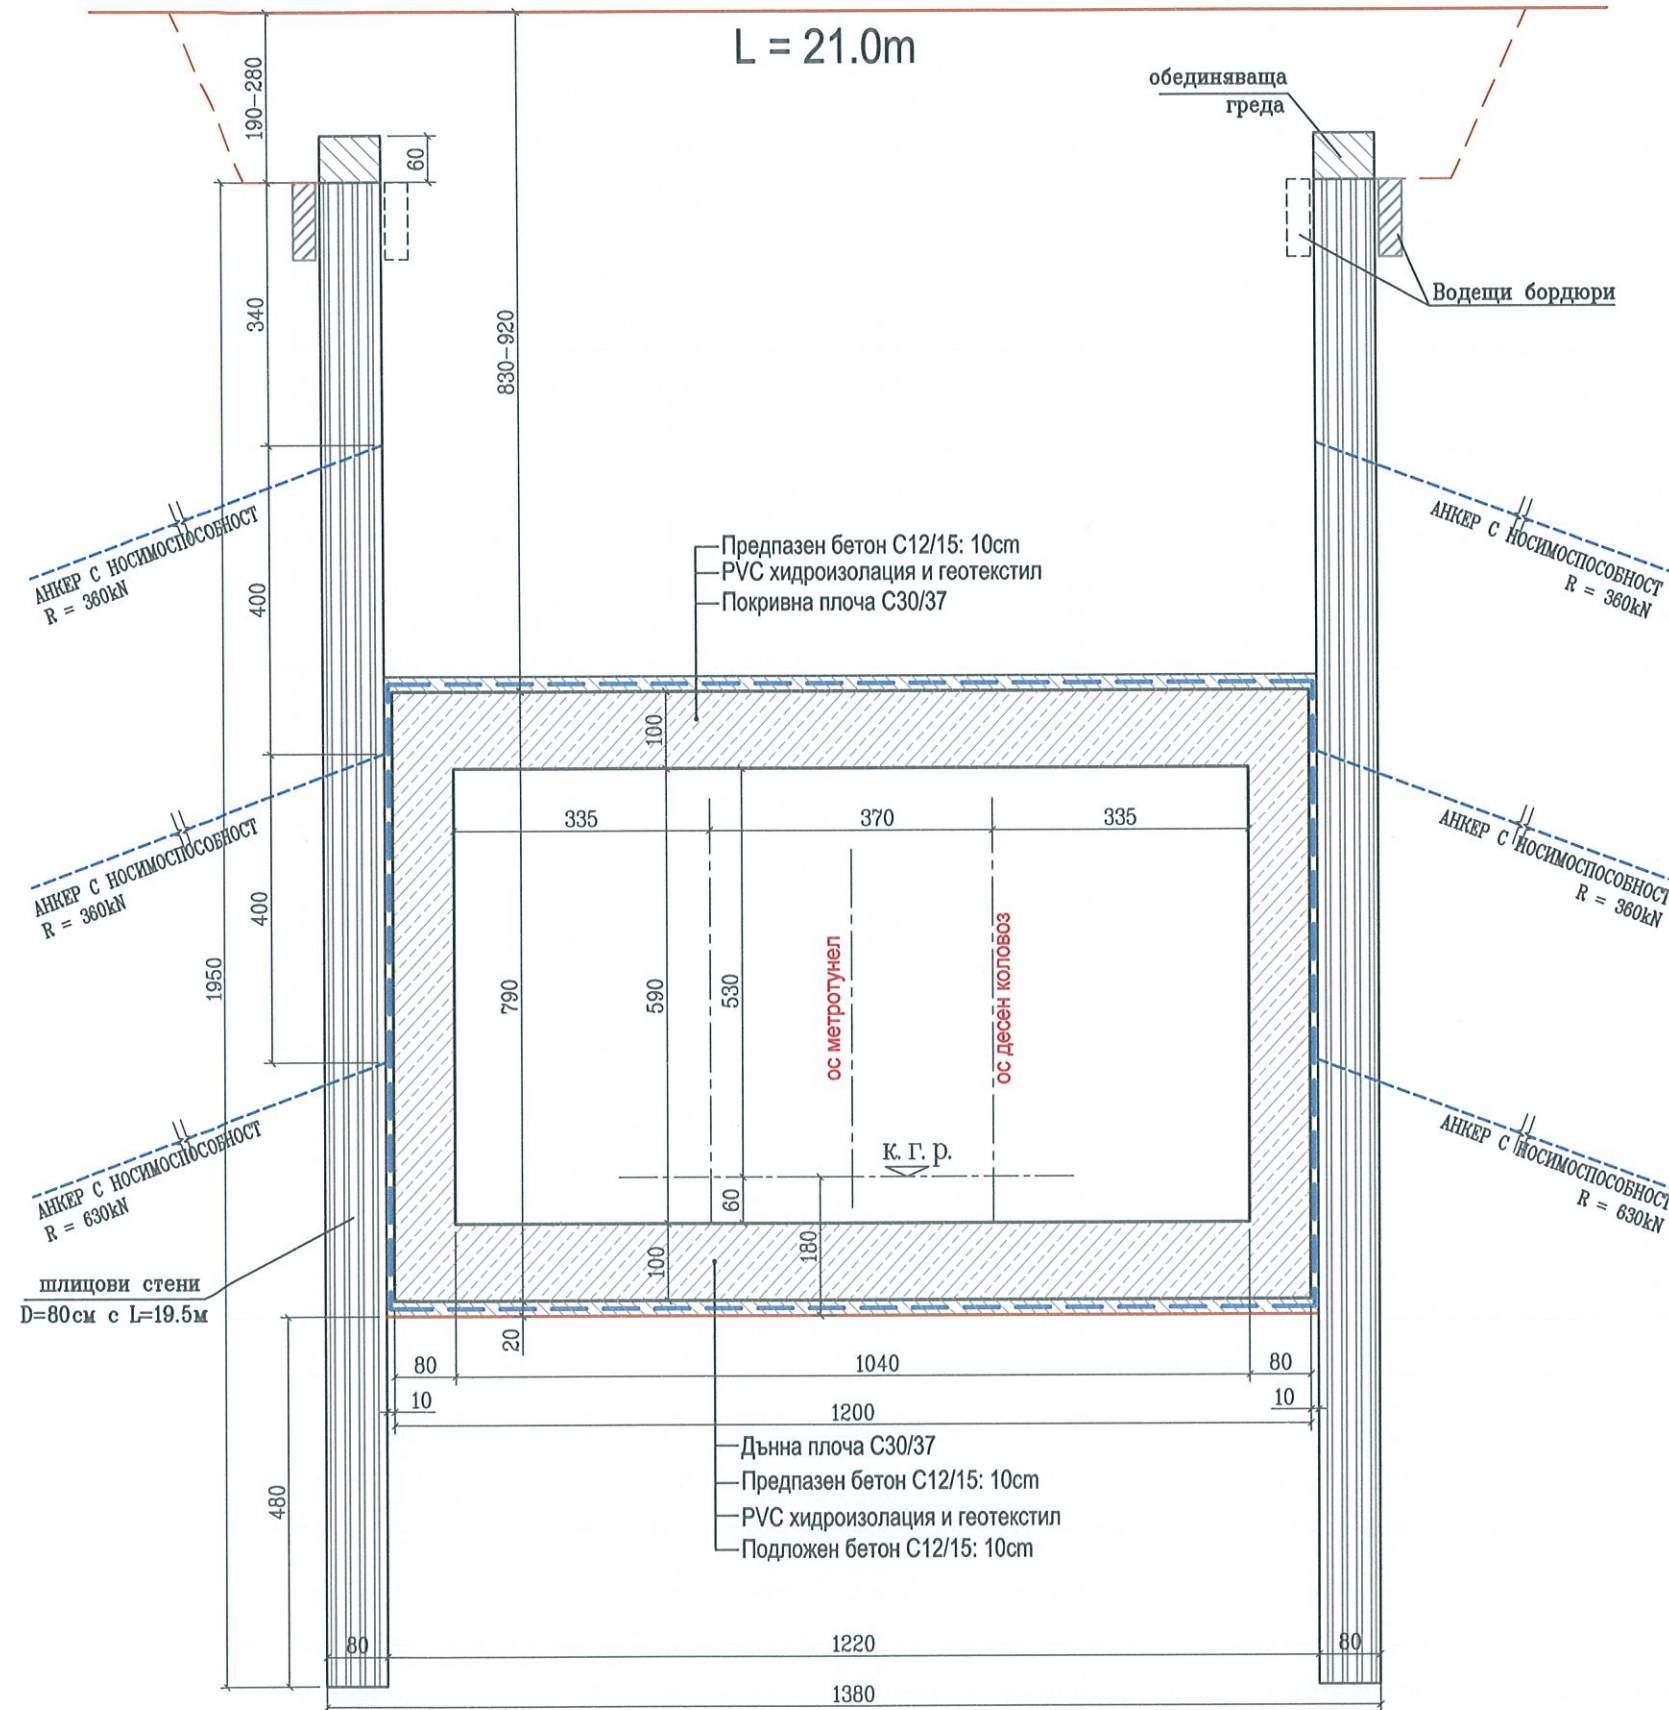 L = 21.0m
190-280
обединяваща
греда
60
Водещи бордюри
340
830-920
АНКЕР С НОСИМОСПОСОБНОСТ
R = 360kN
АНКЕР С НОСИМОСПОСОБНОСТ
R = 360kN
400
Предпазен бетон С12/15: 10cm
PVC хидроизолация и геотекстил
Покривна плоча С30/37
100
335
370
335
АНКЕР С НОСИМОСПОСОБНОСТ
R = 360kN
АНКЕР С НОСИМОСПОСОБНОСТ
R = 360kN
400
1950
790
590
530
ос метротунел
ос десен коловоз
к. г. р.
60
180
100
АНКЕР С НОСИМОСПОСОБНОСТ
R = 630kN
АНКЕР С НОСИМОСПОСОБНОСТ
R = 630kN
шлицови стени
D=80см с L=19.5м
20
80
1040
80
10
10
1200
Дънна плоча С30/37
Предпазен бетон С12/15: 10cm
PVC хидроизолация и геотекстил
Подложен бетон С12/15: 10cm
480
80
1220
80
1380